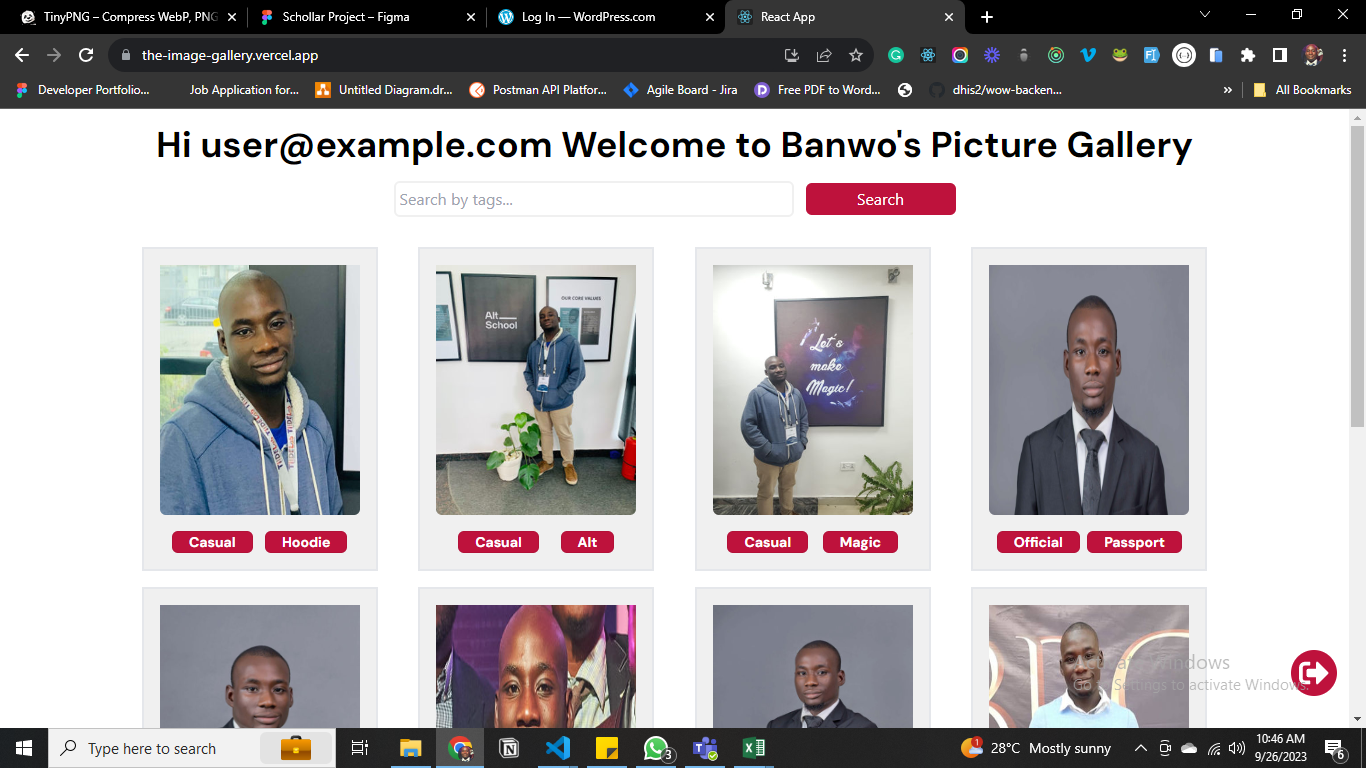 TinyPNG – Compress WebP, PNG
Schollar Project – Figma
Log In — WordPress.com
React App
the-image-gallery.vercel.app
Developer Portfolio...
Job Application for...
Untitled Diagram.dr...
Postman API Platfor...
Agile Board - Jira
Free PDF to Word...
dhis2/wow-backen...
»
All Bookmarks
Hi user@example.com Welcome to Banwo's Picture Gallery
Search by tags...
Search
Alt
School
OUR CORE VALUES
Let's
make
Magic!
Casual
Hoodie
Casual
Alt
Casual
Magic
Official
Passport
Activate Windows
Go to Settings to activate Windows.
Type here to search
3
1
28°C Mostly sunny
10:46 AM
9/26/2023
6